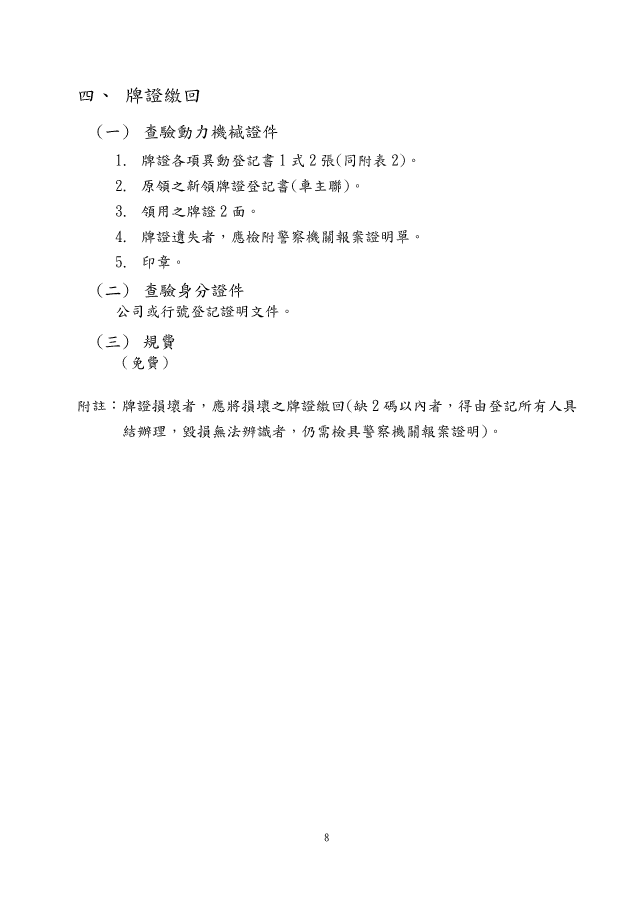 四、 牌證繳回
(一) 查驗動力機械證件
1. 牌證各項異動登記書 1 式 2 張(同附表 2)。
2. 原領之新領牌證登記書(車主聯)。
3. 領用之牌證 2 面。
4. 牌證遺失者，應檢附警察機關報案證明單。
5. 印章。
(二) 查驗身分證件
公司或行號登記證明文件。
(三) 規費
(免費)
附註：牌證損壞者，應將損壞之牌證繳回(缺 2 碼以內者，得由登記所有人具
結辦理，毀損無法辨識者，仍需檢具警察機關報案證明)。
8